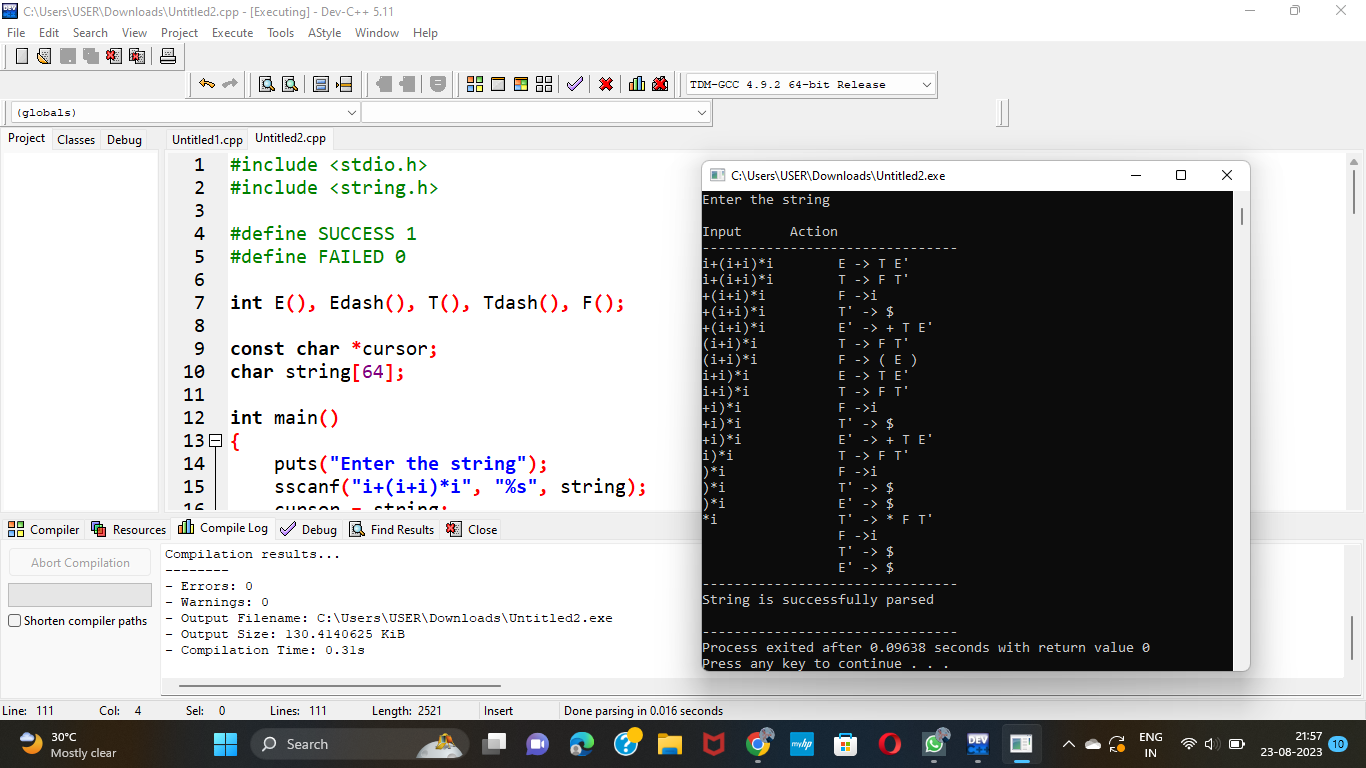 C:\Users\USER\Downloads\Untitled2.cpp - [Executing] - Dev-C++ 5.11
File Edit Search View Project Execute Tools AStyle Window Help
TDM-GCC 4.9.2 64-bit Release
(globals)
Project Classes Debug
Untitled1.cpp Untitled2.cpp
1 #include <stdio.h>
2 #include <string.h>
3
4 #define SUCCESS 1
5 #define FAILED 0
6
7 int E(), Edash(), T(), Tdash(), F();
8
9 const char *cursor;
10 char string[64];
11
12 int main()
13 {
14 puts("Enter the string");
15 sscanf("i+(i+i)*i", "%s", string);
16 cursor = string;
C:\Users\USER\Downloads\Untitled2.exe
Enter the string
Input Action
--------------------------------
i+(i+i)*i E -> T E'
i+(i+i)*i T -> F T'
+(i+i)*i F ->i
+(i+i)*i T' -> $
+(i+i)*i E' -> + T E'
(i+i)*i T -> F T'
(i+i)*i F -> ( E )
i+i)*i E -> T E'
i+i)*i T -> F T'
+i)*i F ->i
+i)*i T' -> $
+i)*i E' -> + T E'
i)*i T -> F T'
)*i F ->i
)*i T' -> $
)*i E' -> $
*i T' -> * F T'
F ->i
T' -> $
E' -> $
--------------------------------
String is successfully parsed
--------------------------------
Process exited after 0.09638 seconds with return value 0
Press any key to continue . . .
Compiler Resources Compile Log Debug Find Results Close
Abort Compilation
Shorten compiler paths
Compilation results...
--------
- Errors: 0
- Warnings: 0
- Output Filename: C:\Users\USER\Downloads\Untitled2.exe
- Output Size: 130.4140625 KiB
- Compilation Time: 0.31s
Line: 111 Col: 4 Sel: 0 Lines: 111 Length: 2521 Insert Done parsing in 0.016 seconds
30°C
Mostly clear
Search
myhp
DEV
ENG
IN
21:57
23-08-2023
10